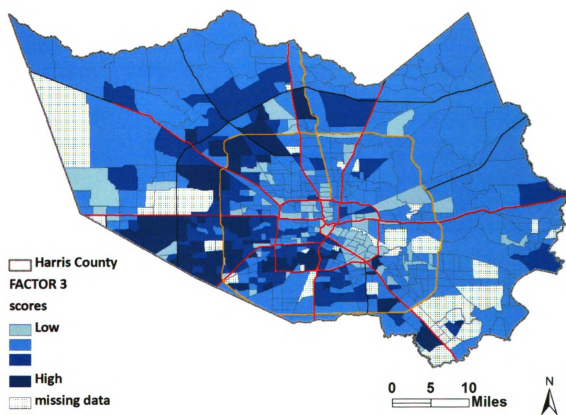 Harris County
FACTOR 3
scores
Low
High
missing data
0 5 10
Miles
N